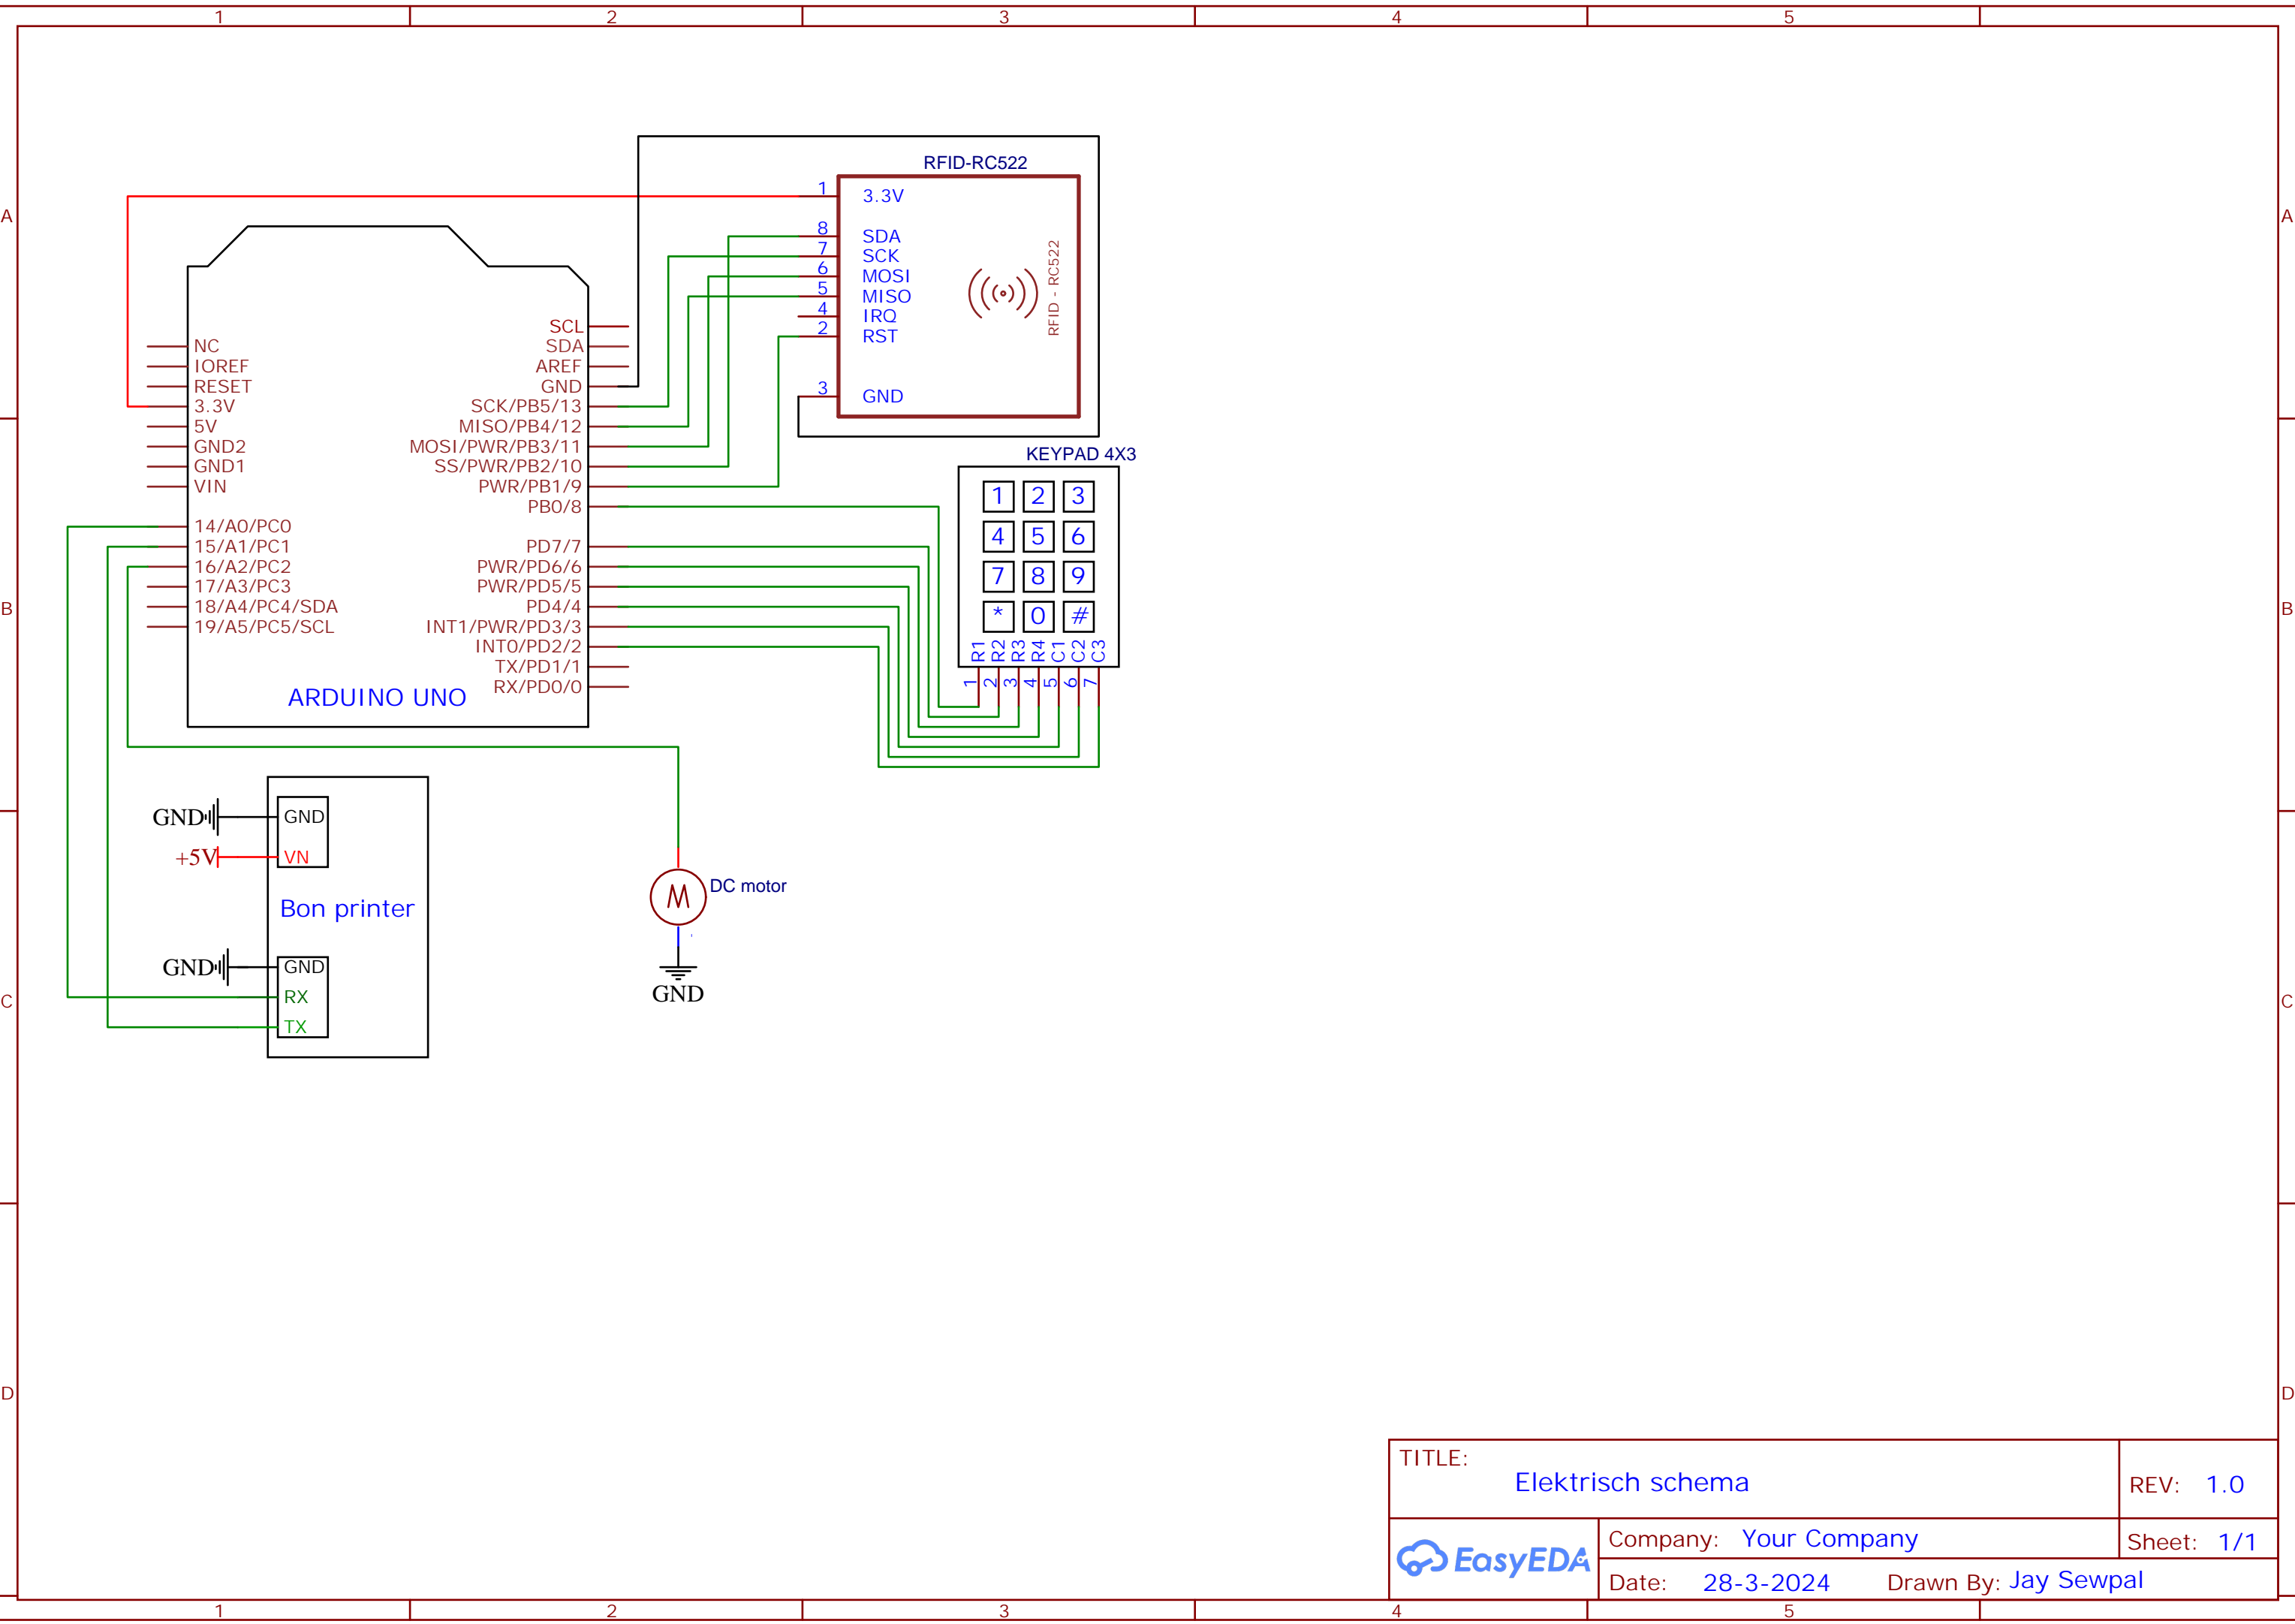 1 2 3 4 5
A A
B B
C C
D D
RFID-RC522
1 3.3V
8 SDA
7 SCK
6 MOSI
5 MISO
4 IRQ
2 RST
3 GND
RFID - RC522
NC
IOREF
RESET
3.3V
5V
GND2
GND1
VIN
14/A0/PC0
15/A1/PC1
16/A2/PC2
17/A3/PC3
18/A4/PC4/SDA
19/A5/PC5/SCL
SCL
SDA
AREF
GND
SCK/PB5/13
MISO/PB4/12
MOSI/PWR/PB3/11
SS/PWR/PB2/10
PWR/PB1/9
PB0/8
PD7/7
PWR/PD6/6
PWR/PD5/5
PD4/4
INT1/PWR/PD3/3
INT0/PD2/2
TX/PD1/1
RX/PD0/0
ARDUINO UNO
KEYPAD 4X3
1 2 3
4 5 6
7 8 9
* 0 #
R1 R2 R3 R4 C1 C2 C3
1 2 3 4 5 6 7
GND GND
+5V VN
Bon printer
GND GND
RX
TX
M DC motor
GND
TITLE:
Elektrisch schema
REV: 1.0
EasyEDA
Company: Your Company
Sheet: 1/1
Date: 28-3-2024
Drawn By: Jay Sewpal
1 2 3 4 5